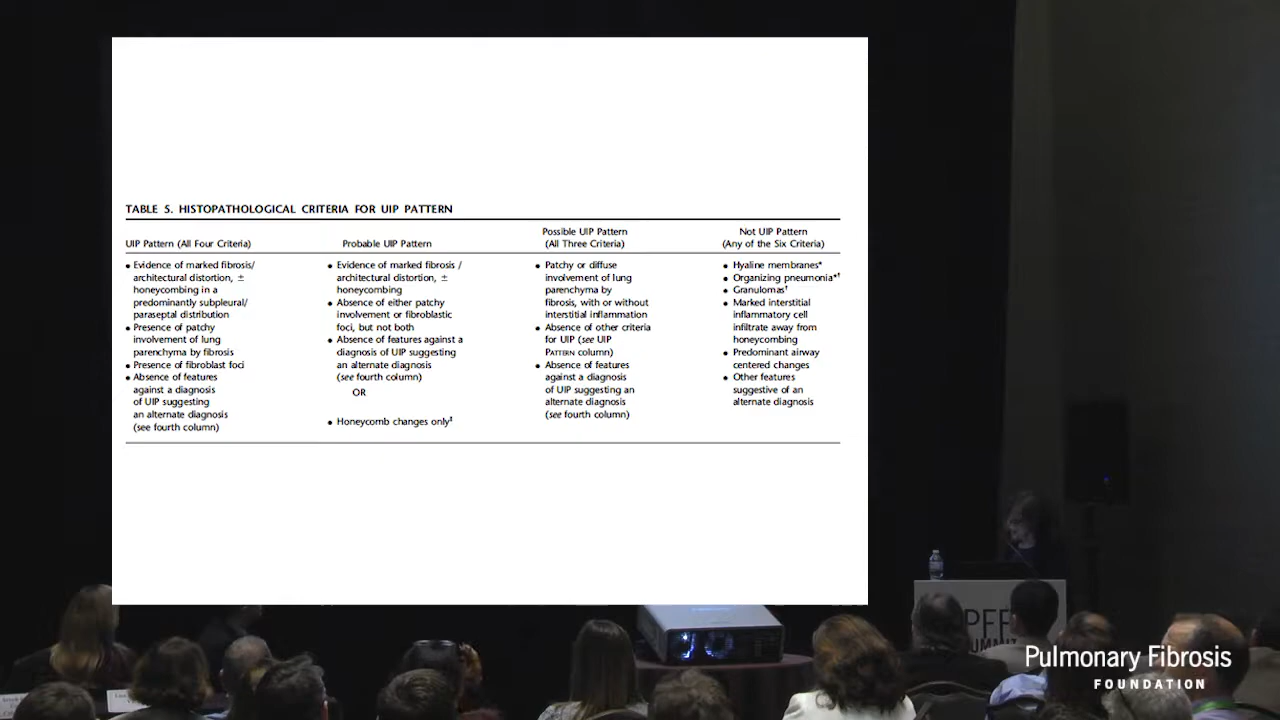 TABLE 5. HISTOPATHOLOGICAL CRITERIA FOR UIP PATTERN
UIP Pattern (All Four Criteria)
Probable UIP Pattern
Possible UIP Pattern
(All Three Criteria)
Not UIP Pattern
(Any of the Six Criteria)
• Evidence of marked fibrosis/
architectural distortion, ±
honeycombing in a
predominantly subpleural/
paraseptal distribution
• Presence of patchy
involvement of lung
parenchyma by fibrosis
• Presence of fibroblast foci
• Absence of features
against a diagnosis
of UIP suggesting
an alternate diagnosis
(see fourth column)
• Evidence of marked fibrosis /
architectural distortion, ±
honeycombing
• Absence of either patchy
involvement or fibroblastic
foci, but not both
• Absence of features against a
diagnosis of UIP suggesting
an alternate diagnosis
(see fourth column)
OR
• Honeycomb changes only‡
• Patchy or diffuse
involvement of lung
parenchyma by
fibrosis, with or without
interstitial inflammation
• Absence of other criteria
for UIP (see UIP
PATTERN column)
• Absence of features
against a diagnosis
of UIP suggesting an
alternate diagnosis
(see fourth column)
• Hyaline membranes*
• Organizing pneumonia*†
• Granulomas†
• Marked interstitial
inflammatory cell
infiltrate away from
honeycombing
• Predominant airway
centered changes
• Other features
suggestive of an
alternate diagnosis
PFF
SUMMIT
Pulmonary Fibrosis
FOUNDATION